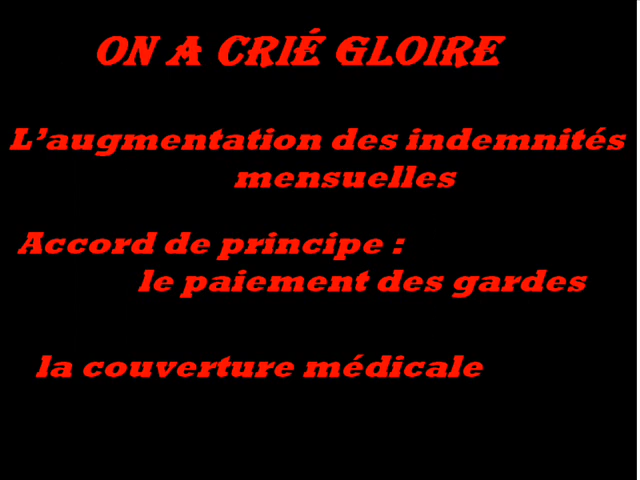 ON A CRIÉ GLOIRE
L’augmentation des indemnités
mensuelles
Accord de principe :
le paiement des gardes
la couverture médicale